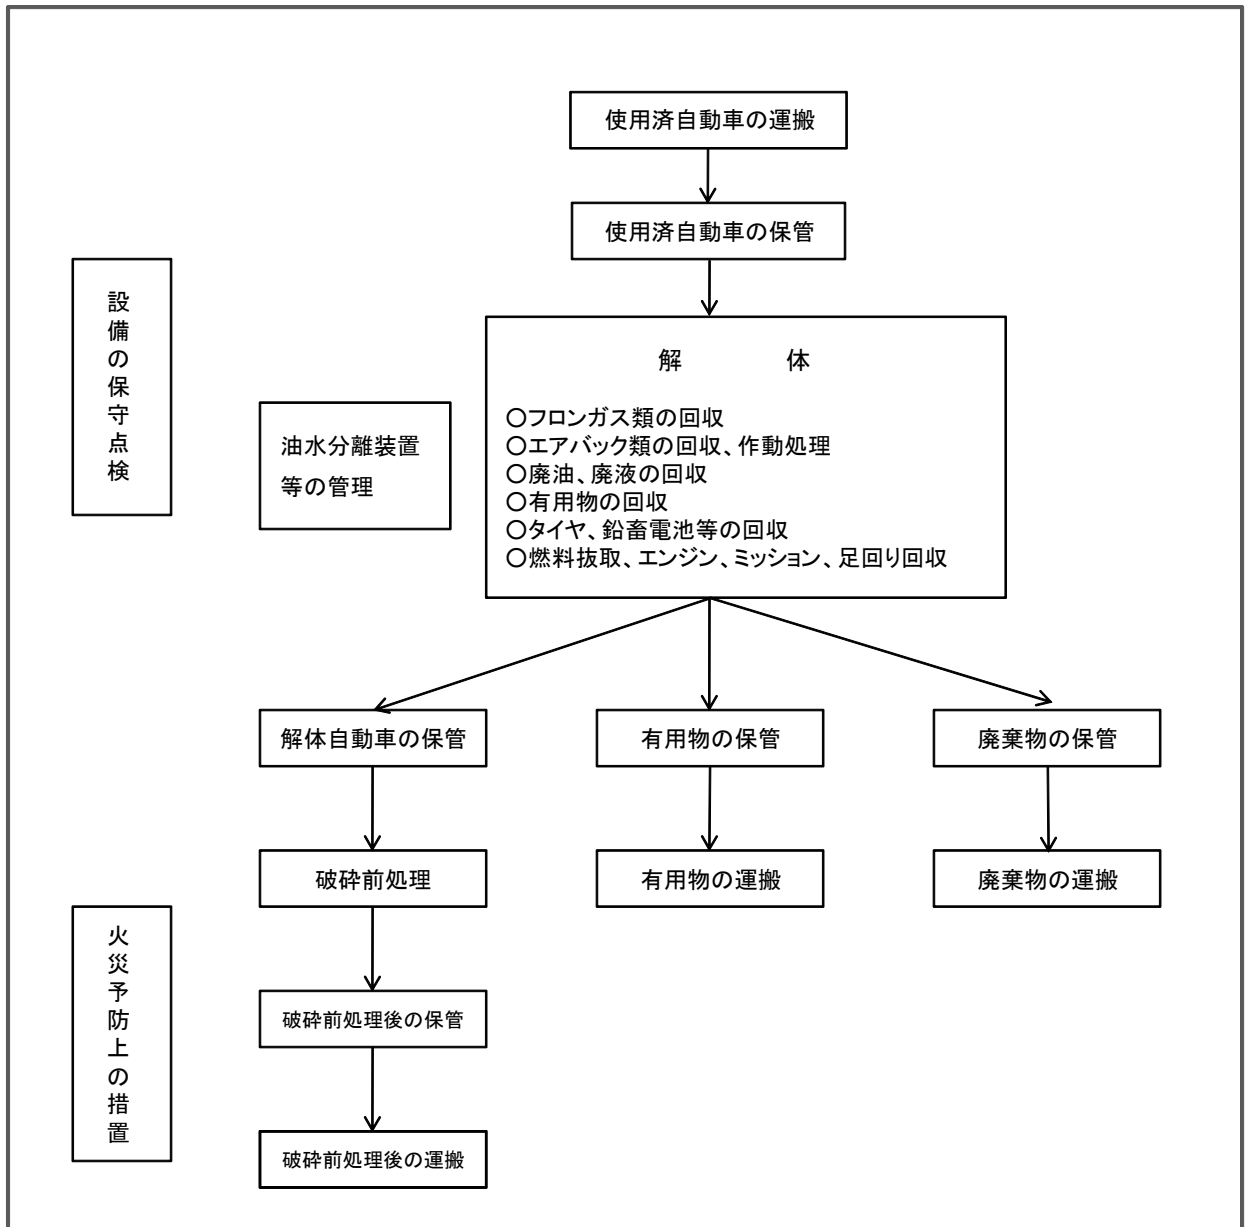 使用済自動車の運搬
使用済自動車の保管
設備の保守点検
解　　　　体
油水分離装置
等の管理
○フロンガス類の回収
○エアバック類の回収、作動処理
○廃油、廃液の回収
○有用物の回収
○タイヤ、鉛畜電池等の回収
○燃料抜取、エンジン、ミッション、足回り回収
解体自動車の保管
有用物の保管
廃棄物の保管
破砕前処理
有用物の運搬
廃棄物の運搬
火災予防上の措置
破砕前処理後の保管
破砕前処理後の運搬